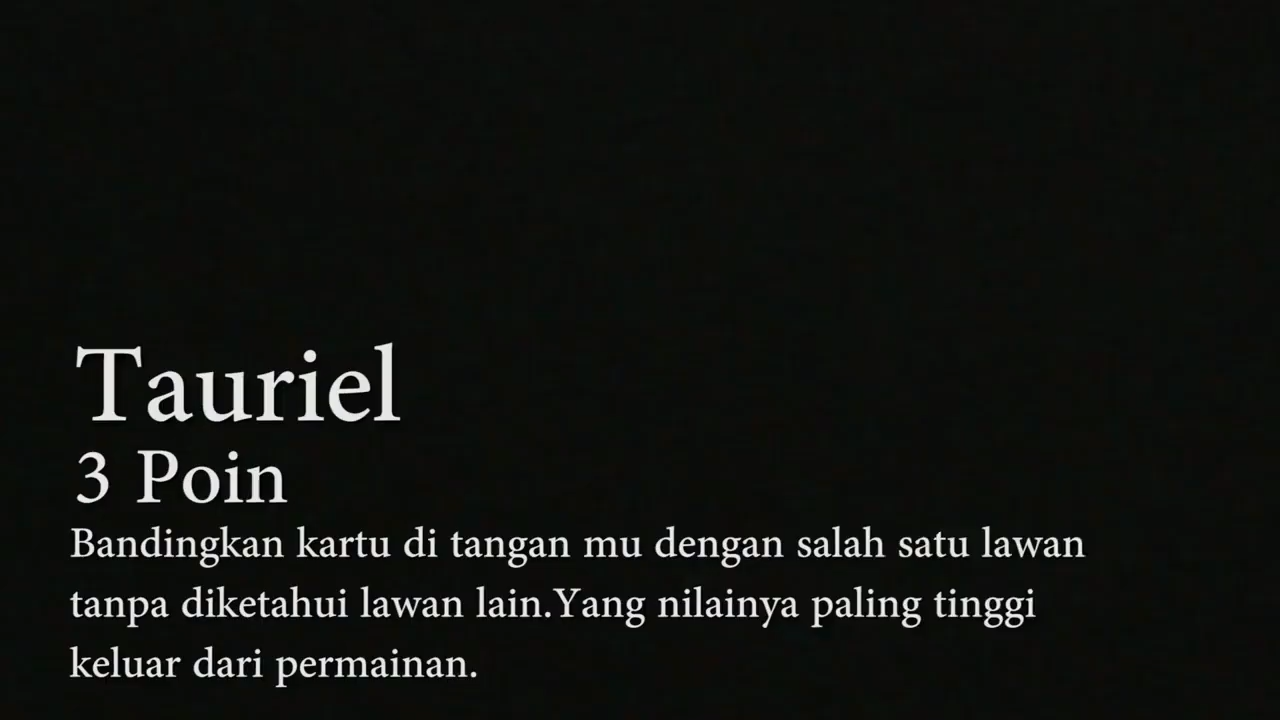 Tauriel
3 Poin
Bandingkan kartu di tangan mu dengan salah satu lawan
tanpa diketahui lawan lain.Yang nilainya paling tinggi
keluar dari permainan.